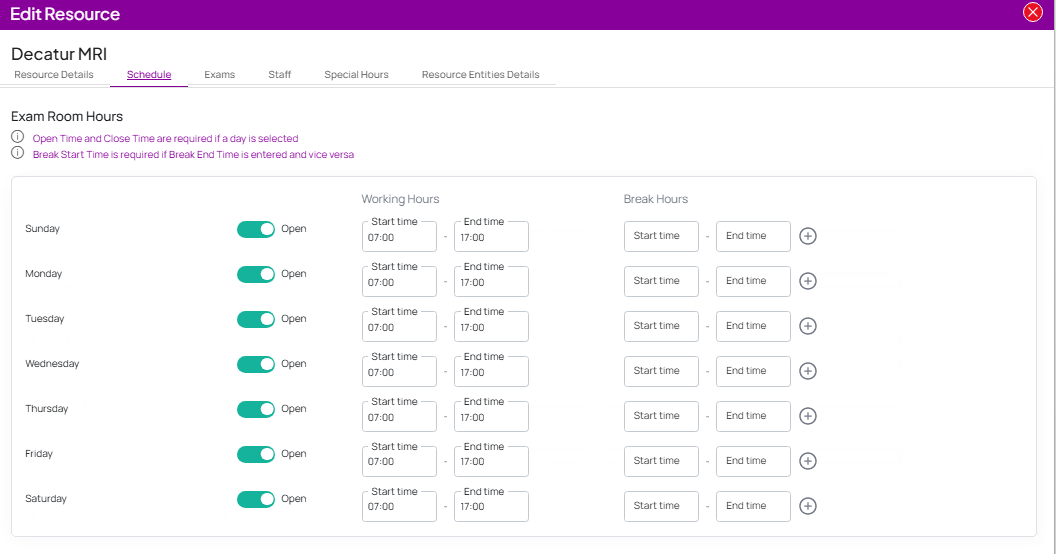 Edit Resource
Decatur MRI
Resource Details Schedule Exams Staff Special Hours Resource Entities Details
Exam Room Hours
Open Time and Close Time are required if a day is selected
Break Start Time is required if Break End Time is entered and vice versa
Working Hours Break Hours
Sunday Open Start time 07:00 - End time 17:00 Start time - End time
Monday Open Start time 07:00 - End time 17:00 Start time - End time
Tuesday Open Start time 07:00 - End time 17:00 Start time - End time
Wednesday Open Start time 07:00 - End time 17:00 Start time - End time
Thursday Open Start time 07:00 - End time 17:00 Start time - End time
Friday Open Start time 07:00 - End time 17:00 Start time - End time
Saturday Open Start time 07:00 - End time 17:00 Start time - End time